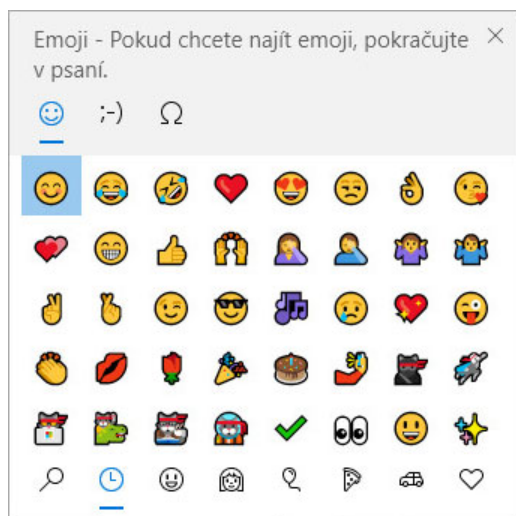 Emoji - Pokud chcete najít emoji, pokračujte
v psaní.
;-)
Ω